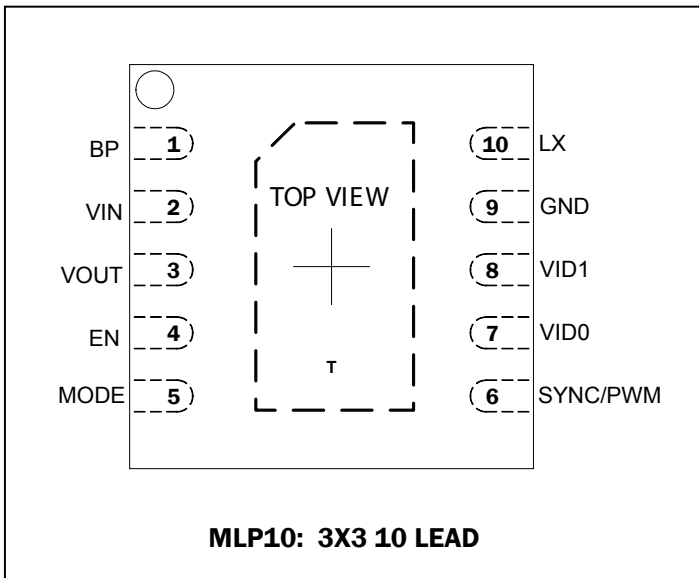 BP 1 10 LX
VIN 2 TOP VIEW 9 GND
VOUT 3 8 VID1
EN 4 7 VID0
T
MODE 5 6 SYNC/PWM
MLP10: 3X3 10 LEAD